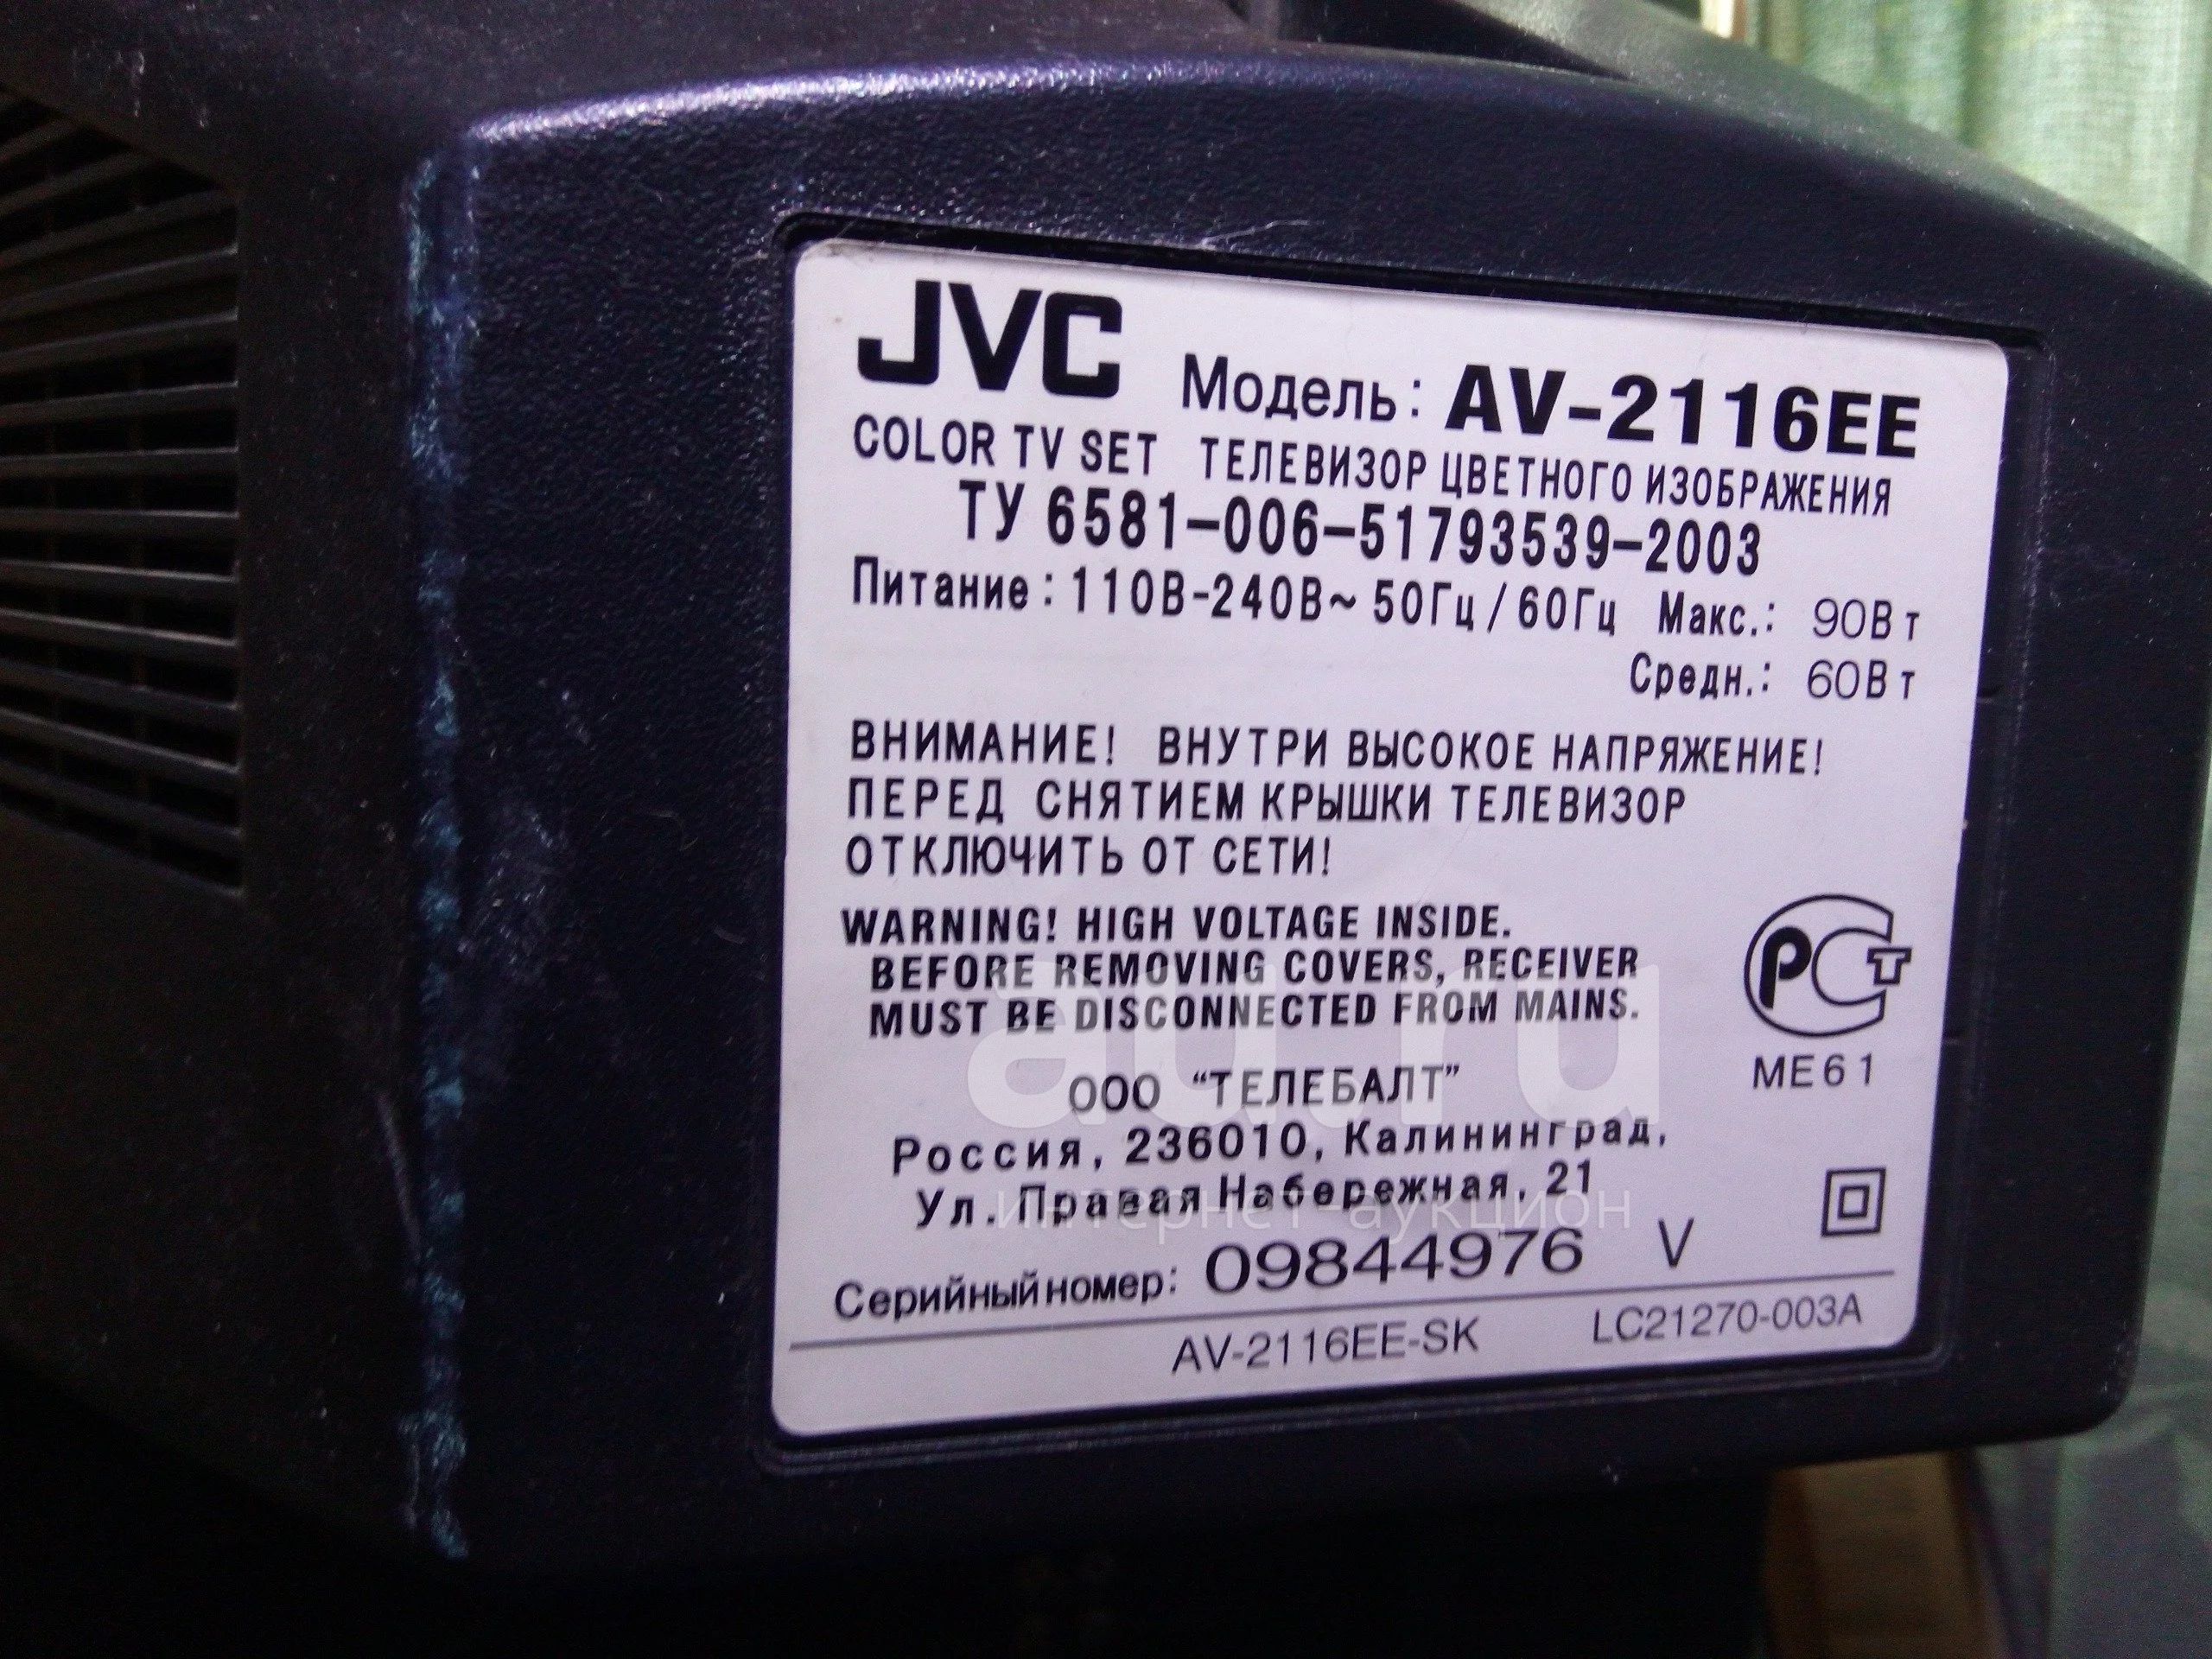 JVC Модель: AV-2116EE
COLOR TV SET ТЕЛЕВИЗОР ЦВЕТНОГО ИЗОБРАЖЕНИЯ
ТУ 6581-006-51793539-2003
Питание: 110В-240В~ 50Гц/60Гц Макс.: 90Вт
Средн.: 60Вт
ВНИМАНИЕ! ВНУТРИ ВЫСОКОЕ НАПРЯЖЕНИЕ!
ПЕРЕД СНЯТИЕМ КРЫШКИ ТЕЛЕВИЗОР
ОТКЛЮЧИТЬ ОТ СЕТИ!
WARNING! HIGH VOLTAGE INSIDE.
BEFORE REMOVING COVERS, RECEIVER
MUST BE DISCONNECTED FROM MAINS.
РСТ
ME61
au.ru
ООО "ТЕЛЕБАЛТ"
Россия, 236010, Калининград,
Ул. Правая Набережная, 21
интернет-аукцион
Серийный номер: 09844976 V
AV-2116EE-SK LC21270-003A